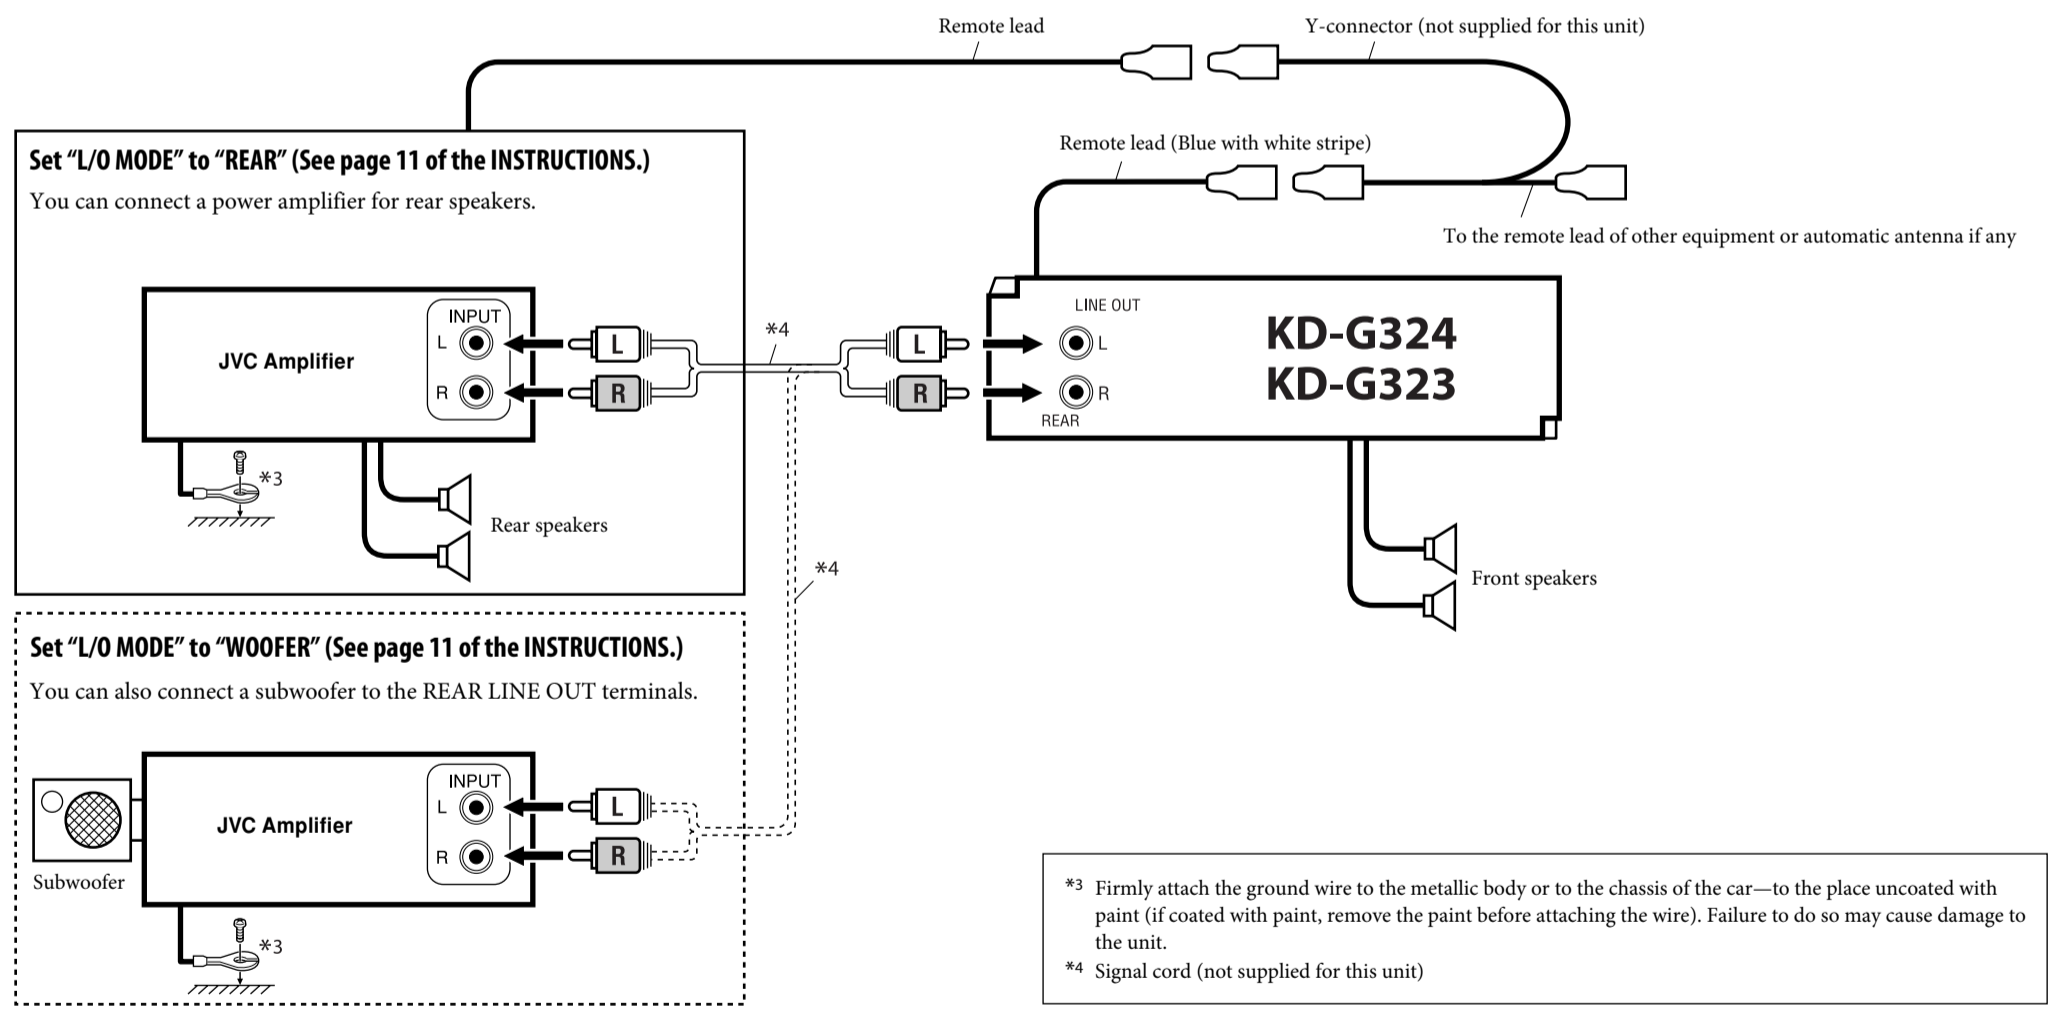 Remote lead
Y-connector (not supplied for this unit)
Remote lead (Blue with white stripe)
To the remote lead of other equipment or automatic antenna if any
Set “L/O MODE” to “REAR” (See page 11 of the INSTRUCTIONS.)
You can connect a power amplifier for rear speakers.
JVC Amplifier
INPUT
L
R
L
R
*4
L
R
LINE OUT
L
R
REAR
KD-G324
KD-G323
*3
Rear speakers
*4
Front speakers
Set “L/O MODE” to “WOOFER” (See page 11 of the INSTRUCTIONS.)
You can also connect a subwoofer to the REAR LINE OUT terminals.
JVC Amplifier
INPUT
L
R
L
R
Subwoofer
*3
*3 Firmly attach the ground wire to the metallic body or to the chassis of the car—to the place uncoated with
paint (if coated with paint, remove the paint before attaching the wire). Failure to do so may cause damage to
the unit.
*4 Signal cord (not supplied for this unit)